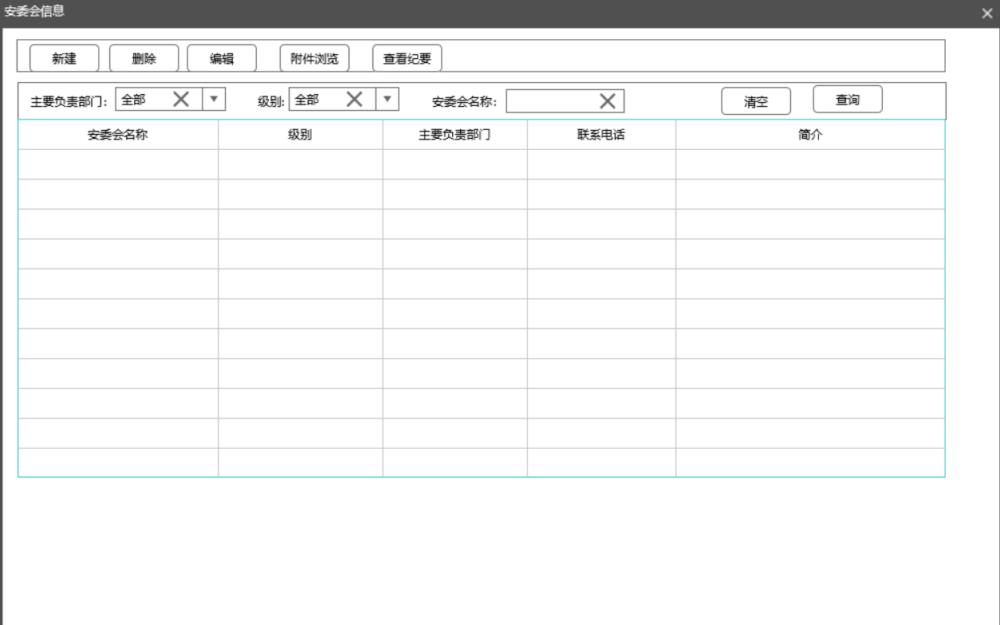 安委会信息
新建 删除 编辑 附件浏览 查看纪要
主要负责部门: 全部 级别: 全部 安委会名称: 清空 查询
安委会名称 级别 主要负责部门 联系电话 简介